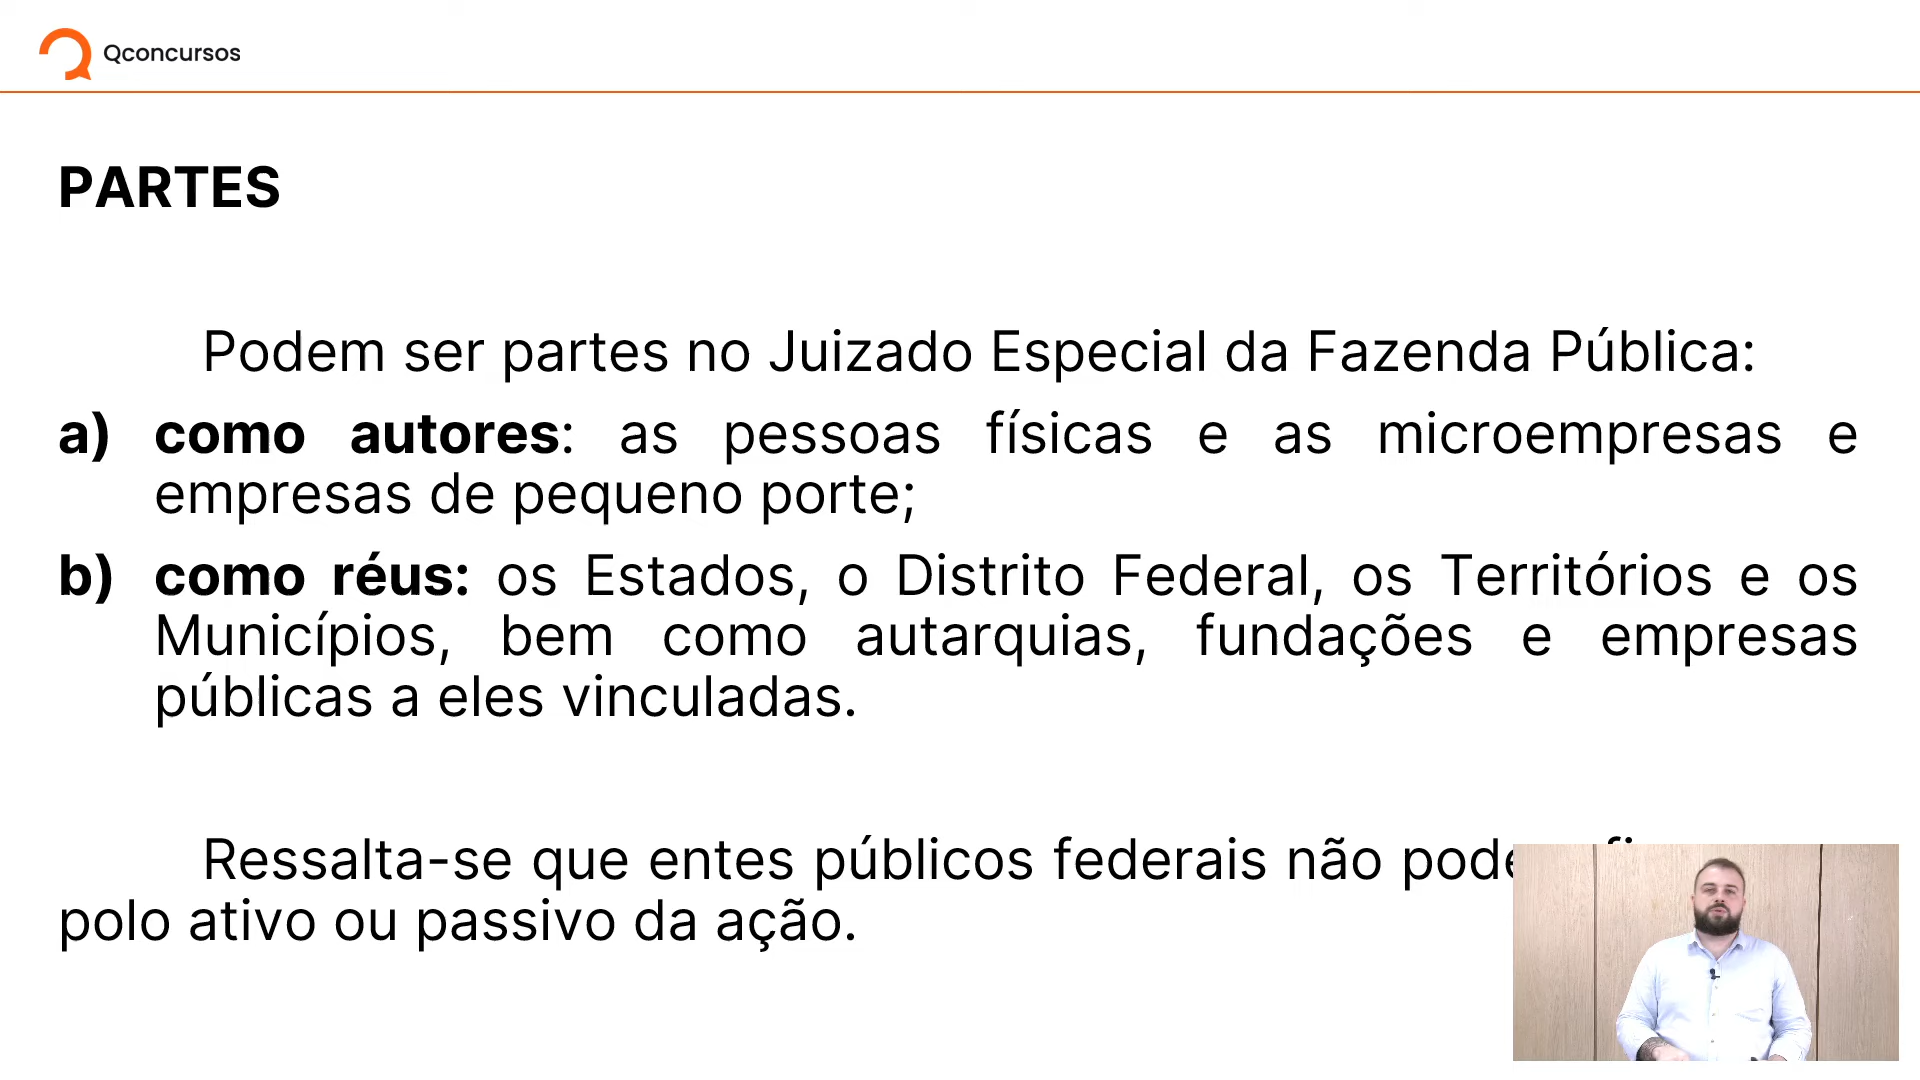 Qconcursos
PARTES
Podem ser partes no Juizado Especial da Fazenda Pública:
a) como autores: as pessoas físicas e as microempresas e
empresas de pequeno porte;
b) como réus: os Estados, o Distrito Federal, os Territórios e os
Municípios, bem como autarquias, fundações e empresas
públicas a eles vinculadas.
Ressalta-se que entes públicos federais não
polo ativo ou passivo da ação.